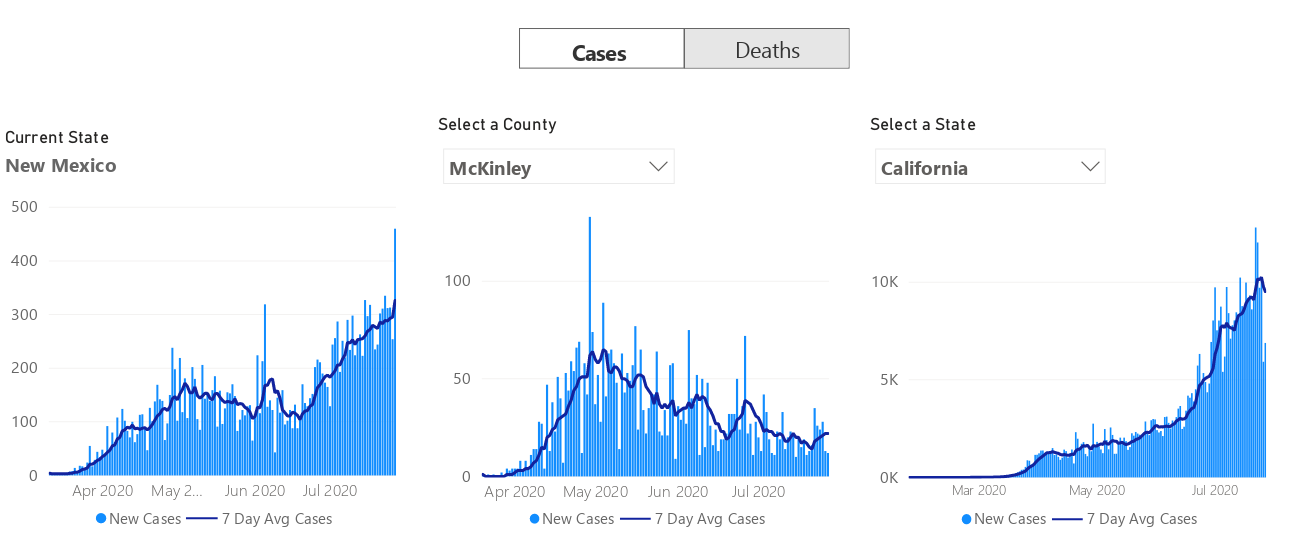 Cases Deaths
Current State
New Mexico
500
400
300
200
100
0
Apr 2020 May 2... Jun 2020 Jul 2020
New Cases 7 Day Avg Cases
Select a County
McKinley
100
50
0
Apr 2020 May 2020 Jun 2020 Jul 2020
New Cases 7 Day Avg Cases
Select a State
California
10K
5K
0K
Mar 2020 May 2020 Jul 2020
New Cases 7 Day Avg Cases